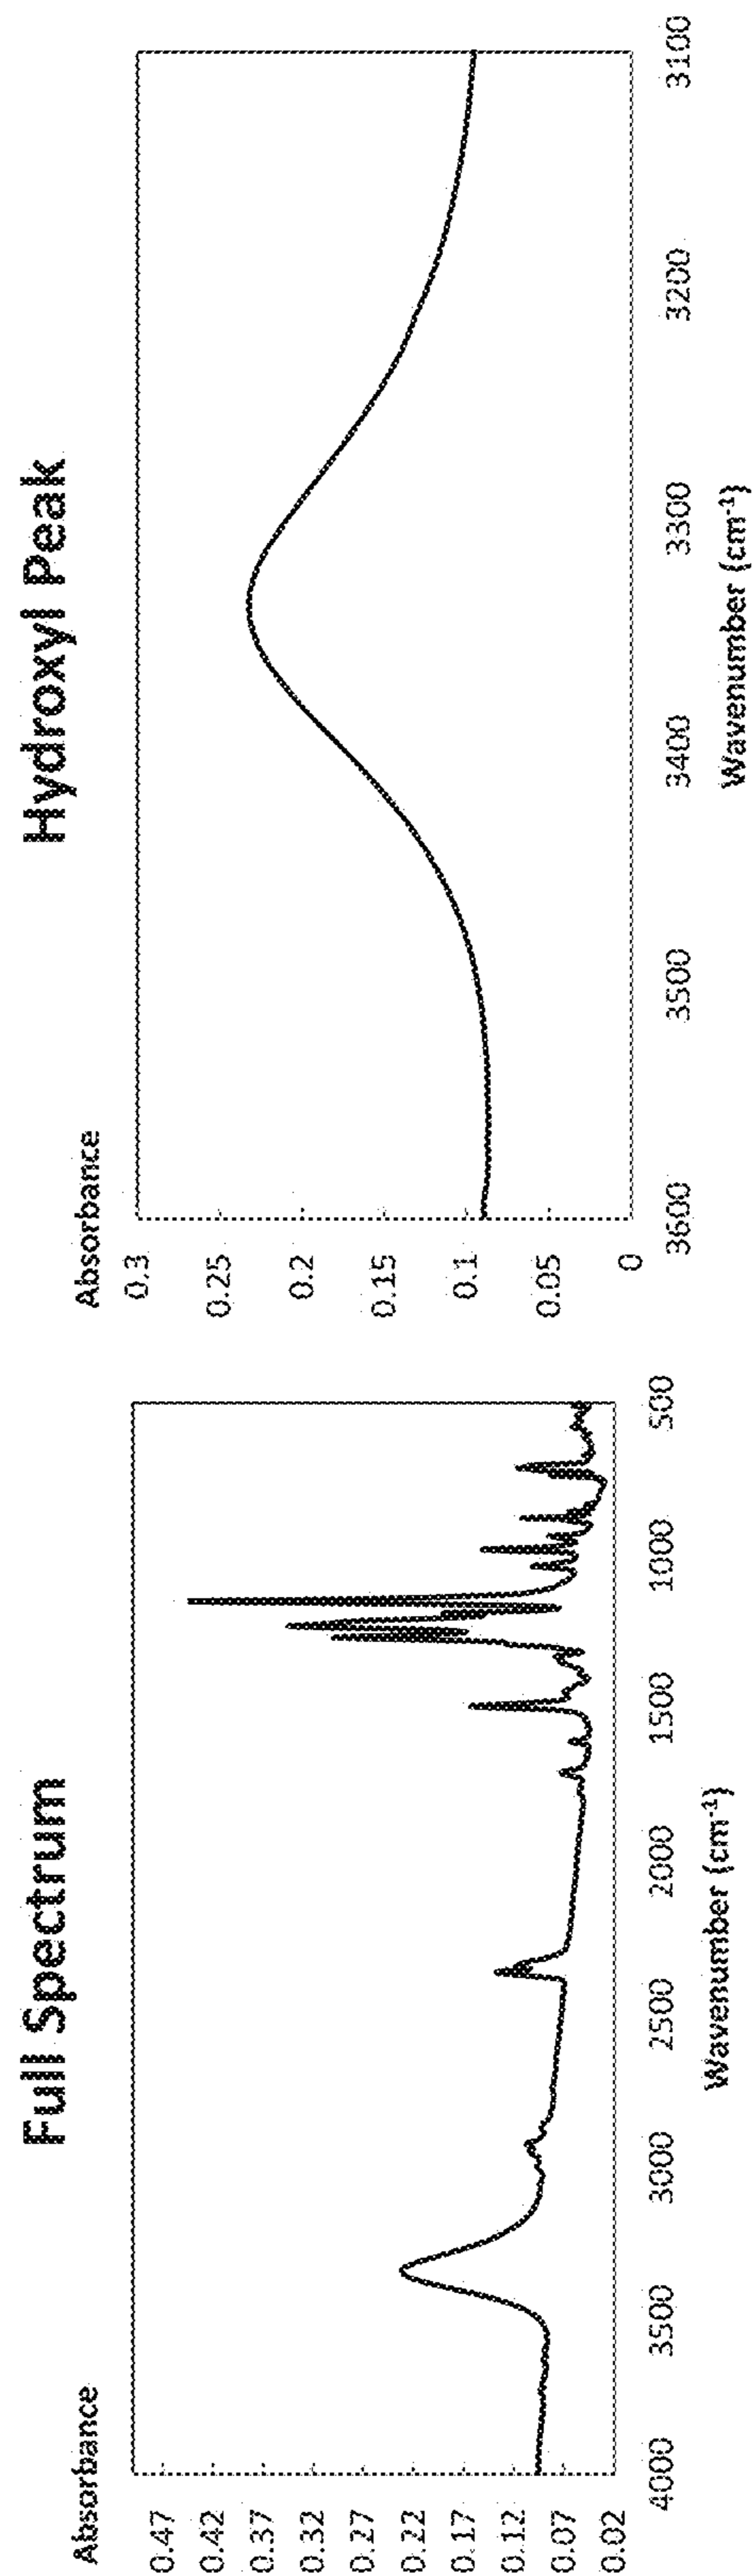 Full Spectrum
Absorbance
0.47
0.42
0.37
0.32
0.27
0.22
0.17
0.12
0.07
0.02
4000 3500 3000 2500 2000 1500 1000 500
Wavenumber (cm-1)
Hydroxyl Peak
Absorbance
0.3
0.25
0.2
0.15
0.1
0.05
0
3600 3500 3400 3300 3200 3100
Wavenumber (cm-1)